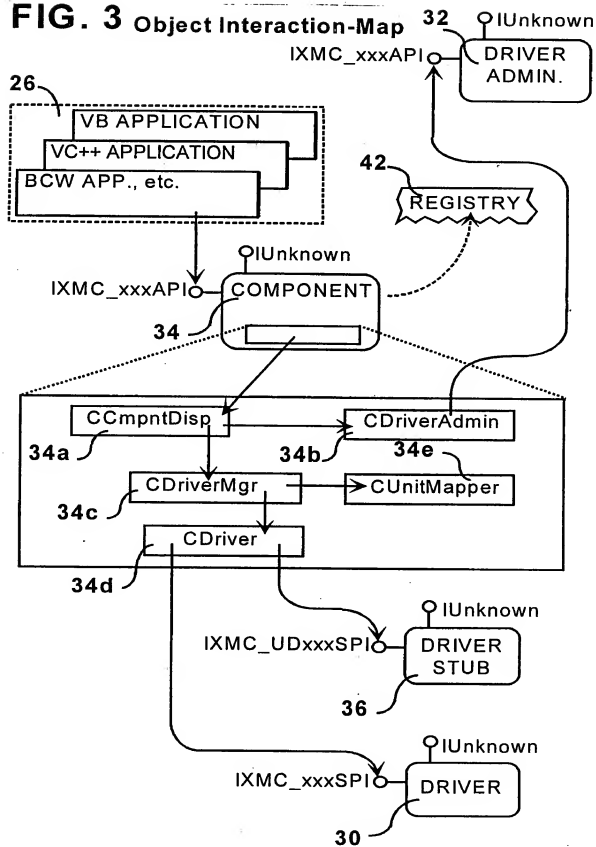 FIG. 3 Object Interaction-Map
32
IUnknown
IXMC_xxxAPI
DRIVER
ADMIN.
26
VB APPLICATION
VC++ APPLICATION
BCW APP., etc.
42
REGISTRY
IUnknown
IXMC_xxxAPI
COMPONENT
34
CCmpntDisp
CDriverAdmin
34a
34b
34e
CDriverMgr
CUnitMapper
34c
CDriver
34d
IUnknown
IXMC_UDxxxSPI
DRIVER
STUB
36
IUnknown
IXMC_xxxSPI
DRIVER
30